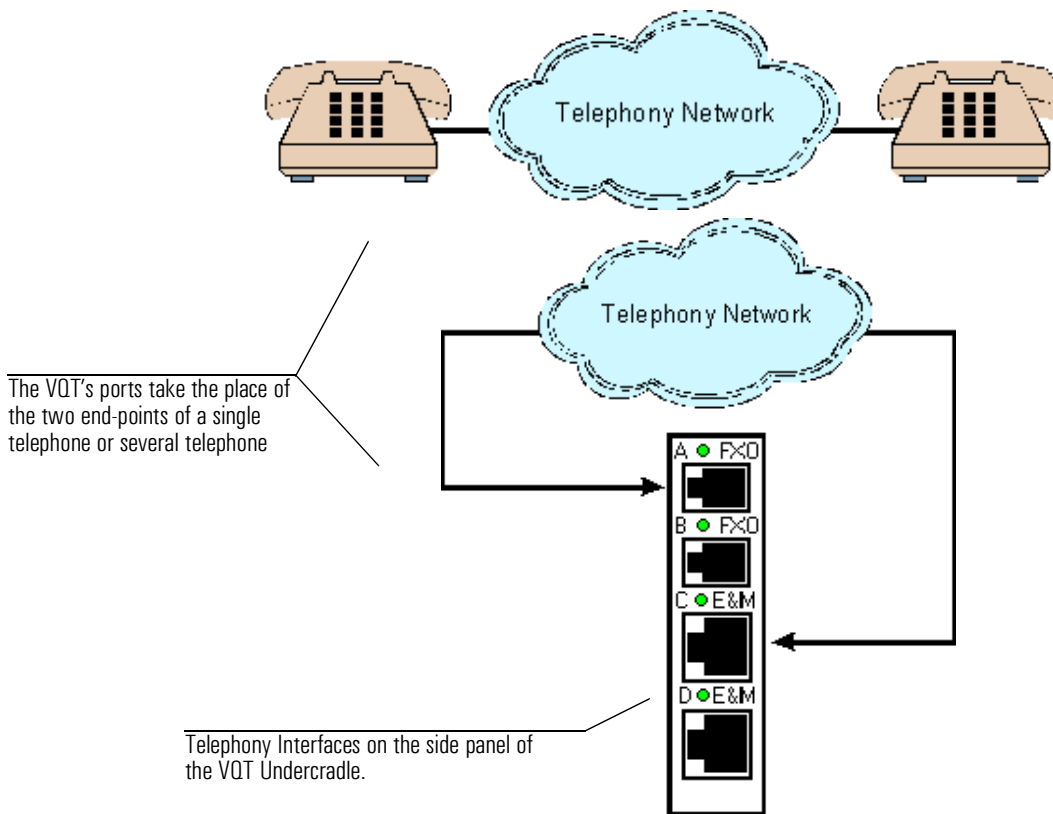 Telephony Network
Telephony Network
The VQT's ports take the place of
the two end-points of a single
telephone or several telephone
A FXO
B FXO
C E&M
D E&M
Telephony Interfaces on the side panel of
the VQT Undercradle.